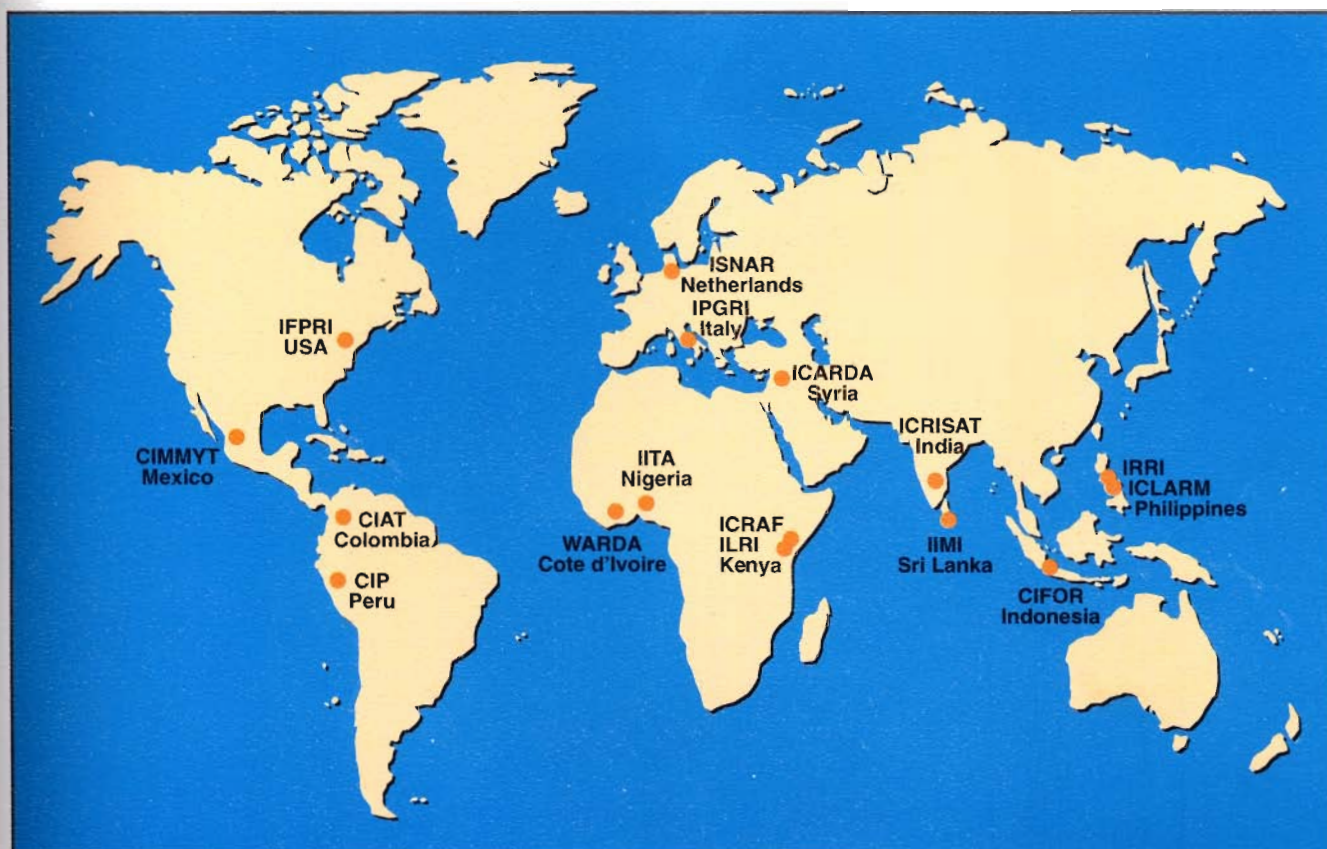 ISNAR
Netherlands
IPGRI
Italy
IFPRI
USA
ICARDA
Syria
ICRISAT
India
CIMMYT
Mexico
IITA
Nigeria
IRRI
ICLARM
Philippines
CIAT
Colombia
WARDA
Cote d'Ivoire
ICRAF
ILRI
Kenya
IIMI
Sri Lanka
CIP
Peru
CIFOR
Indonesia